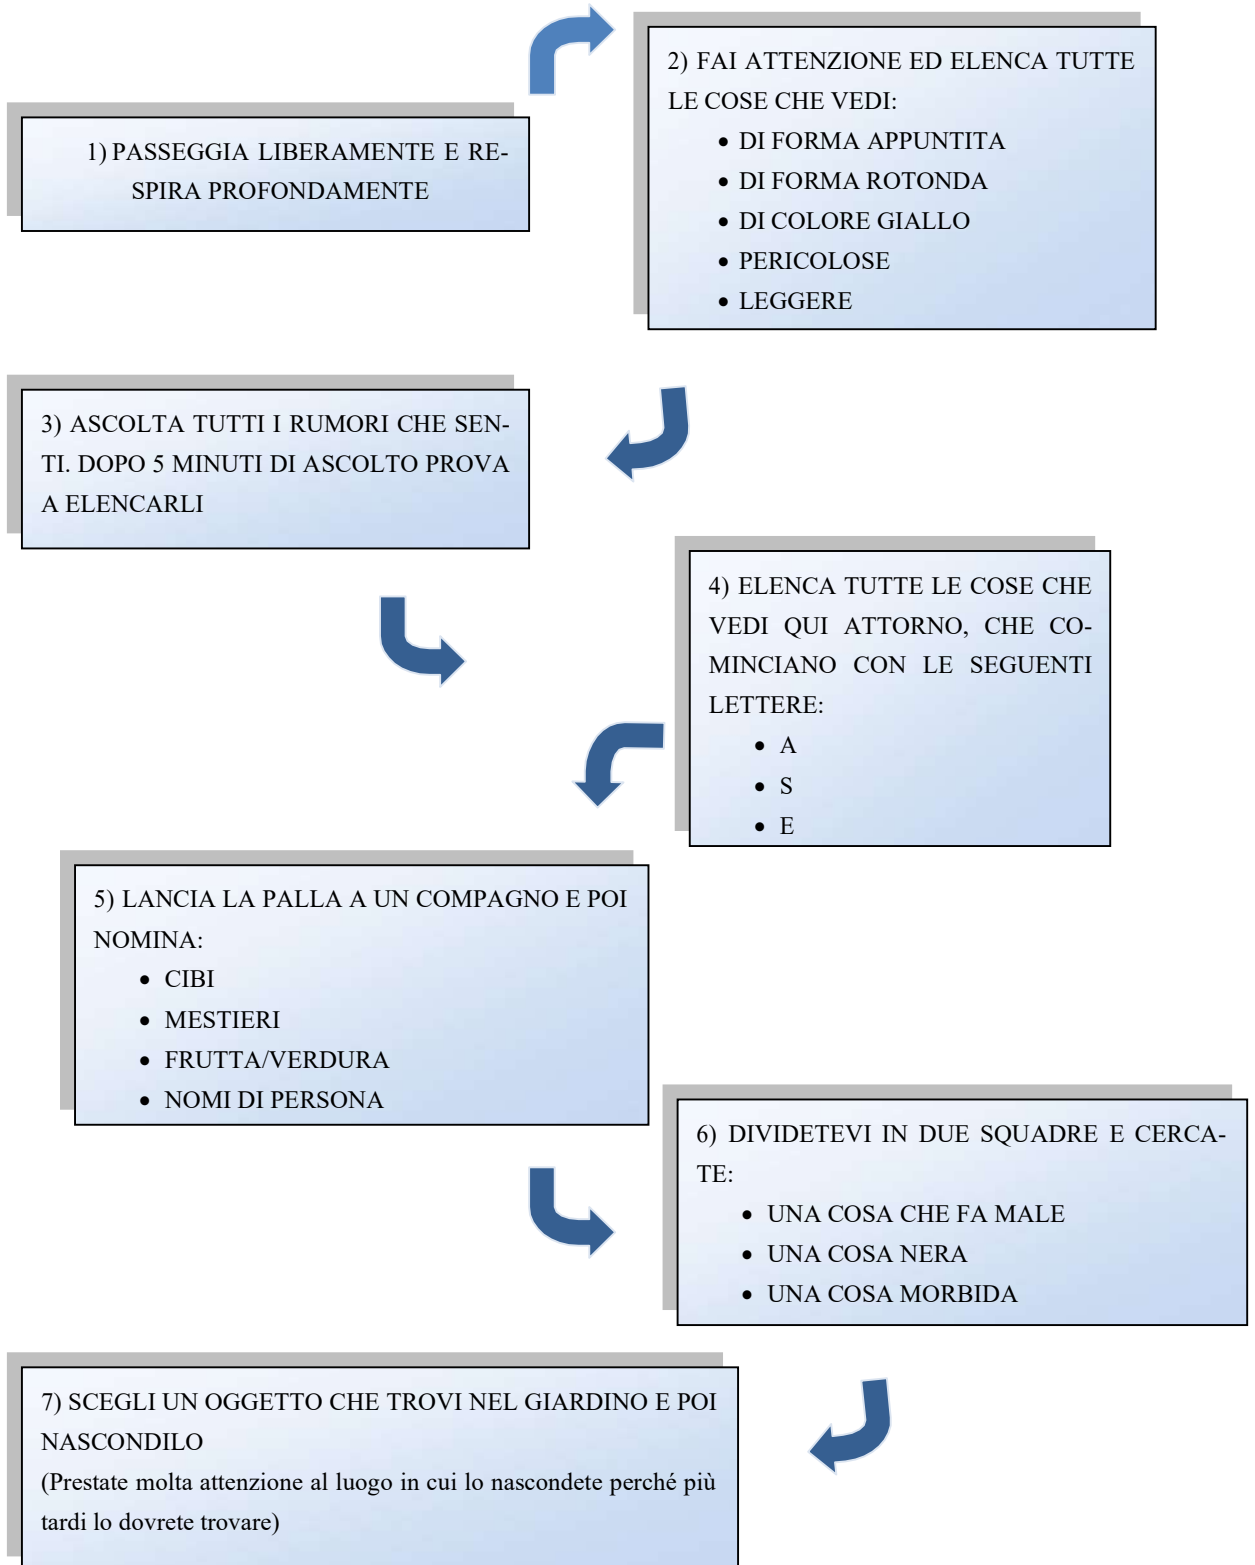 1) PASSEGGIA LIBERAMENTE E RE-
SPIRA PROFONDAMENTE
2) FAI ATTENZIONE ED ELENCA TUTTE
LE COSE CHE VEDI:
• DI FORMA APPUNTITA
• DI FORMA ROTONDA
• DI COLORE GIALLO
• PERICOLOSE
• LEGGERE
3) ASCOLTA TUTTI I RUMORI CHE SEN-
TI. DOPO 5 MINUTI DI ASCOLTO PROVA
A ELENCARLI
4) ELENCA TUTTE LE COSE CHE
VEDI QUI ATTORNO, CHE CO-
MINCIANO CON LE SEGUENTI
LETTERE:
• A
• S
• E
5) LANCIA LA PALLA A UN COMPAGNO E POI
NOMINA:
• CIBI
• MESTIERI
• FRUTTA/VERDURA
• NOMI DI PERSONA
6) DIVIDETEVI IN DUE SQUADRE E CERCA-
TE:
• UNA COSA CHE FA MALE
• UNA COSA NERA
• UNA COSA MORBIDA
7) SCEGLI UN OGGETTO CHE TROVI NEL GIARDINO E POI
NASCONDILO
(Prestate molta attenzione al luogo in cui lo nascondete perché più
tardi lo dovrete trovare)